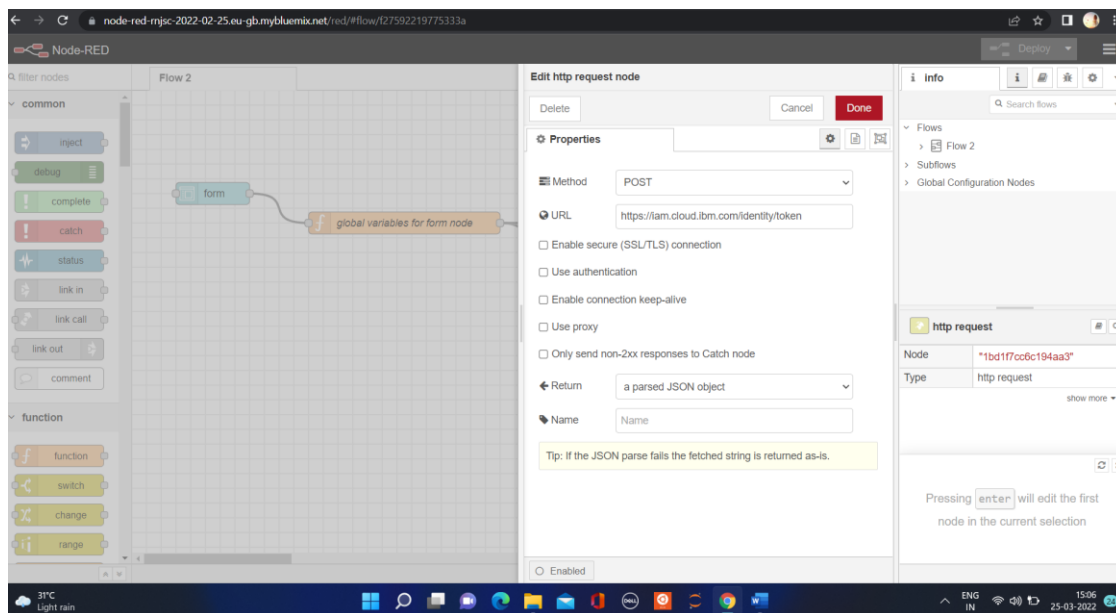 node-red-rnjsc-2022-02-25.eu-gb.mybluemix.net/red/#flow/f27592219775333a
Node-RED
Deploy
filter nodes
common
inject
debug
complete
catch
status
link in
link call
link out
comment
function
function
switch
change
range
Flow 2
form
f global variables for form node
Edit http request node
Delete
Cancel
Done
Properties
Method
POST
URL
https://iam.cloud.ibm.com/identity/token
Enable secure (SSL/TLS) connection
Use authentication
Enable connection keep-alive
Use proxy
Only send non-2xx responses to Catch node
Return
a parsed JSON object
Name
Name
Tip: If the JSON parse fails the fetched string is returned as-is.
Enabled
i info
i
Search flows
Flows
Flow 2
Subflows
Global Configuration Nodes
http request
Node "1bd1f7cc6c194aa3"
Type http request
show more
Pressing enter will edit the first
node in the current selection
31°C
Light rain
DELL
ENG
IN
15:06
25-03-2022